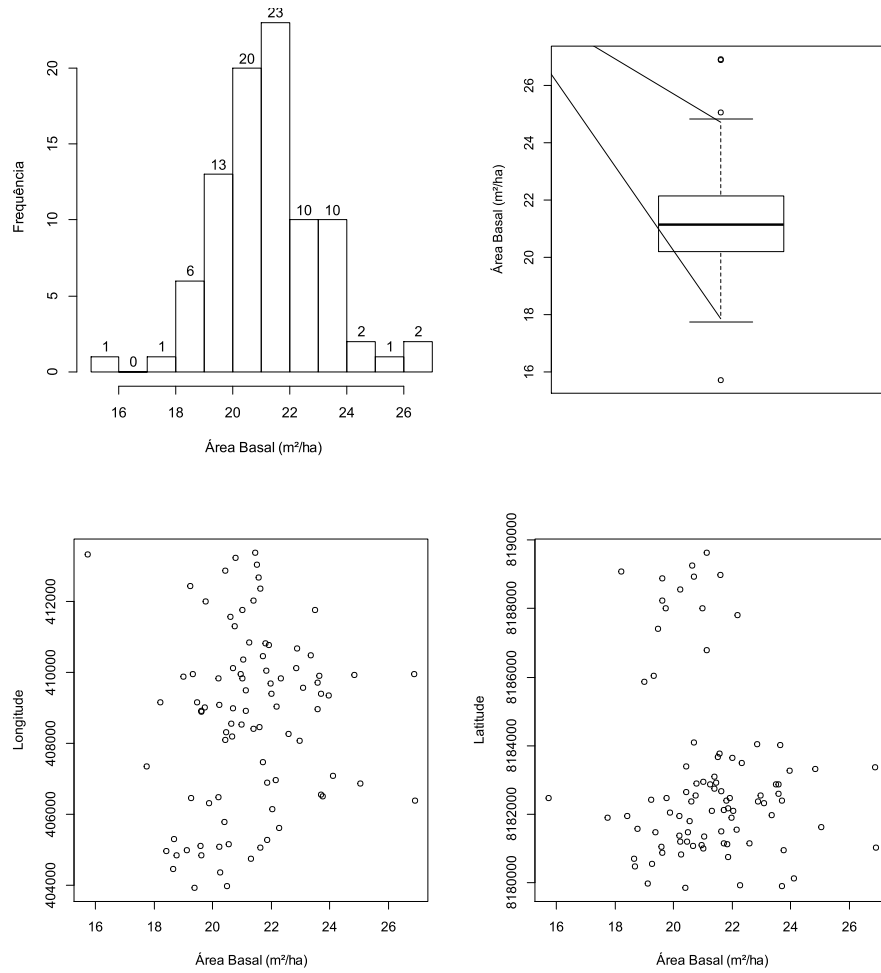 23
20
13
10 10
6
2 2
1 1 1
0
Frequência
0 5 10 15 20
16 18 20 22 24 26
Área Basal (m²/ha)
Área Basal (m²/ha)
16 18 20 22 24 26
Longitude
404000 406000 408000 410000 412000
16 18 20 22 24 26
Área Basal (m²/ha)
Latitude
8180000 8182000 8184000 8186000 8188000 8190000
16 18 20 22 24 26
Área Basal (m²/ha)